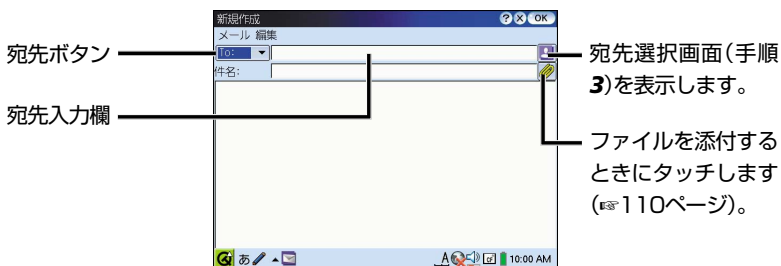 新規作成
? × OK
メール 編集
宛先ボタン
To:
宛先選択画面（手順
3）を表示します。
件名:
宛先入力欄
ファイルを添付する
ときにタッチします
（☞110ページ）。
あ
A
10:00 AM